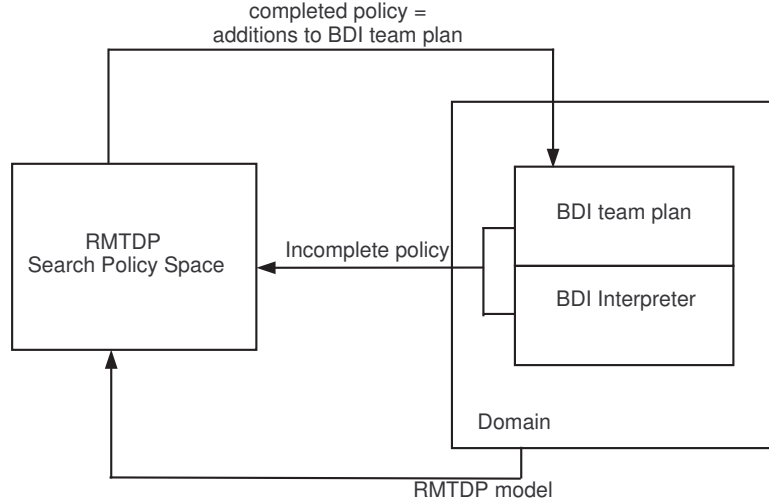 completed policy =
additions to BDI team plan
BDI team plan
RMTDP
Search Policy Space
Incomplete policy
BDI Interpreter
Domain
RMTDP model